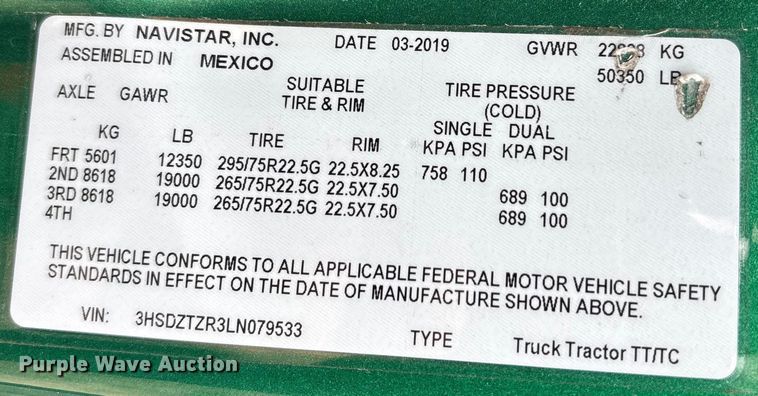 MFG. BY NAVISTAR, INC. DATE 03-2019 GVWR KG
ASSEMBLED IN MEXICO 50350 LB
AXLE GAWR SUITABLE TIRE & RIM TIRE PRESSURE (COLD)
SINGLE DUAL
KG LB TIRE RIM KPA PSI KPA PSI
FRT 5601 12350 295/75R22.5G 22.5X8.25 758 110
2ND 8618 19000 265/75R22.5G 22.5X7.50 689 100
3RD 8618 19000 265/75R22.5G 22.5X7.50 689 100
4TH
THIS VEHICLE CONFORMS TO ALL APPLICABLE FEDERAL MOTOR VEHICLE SAFETY
STANDARDS IN EFFECT ON THE DATE OF MANUFACTURE SHOWN ABOVE.
VIN: 3HSDZTZR3LN079533 TYPE Truck Tractor TT/TC
Purple Wave Auction